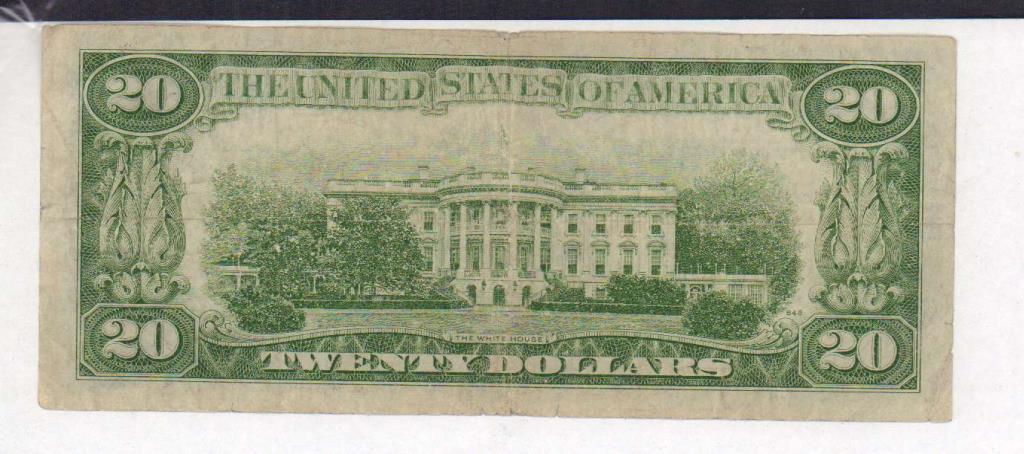 20 THE UNITED STATES OF AMERICA 20
THE WHITE HOUSE
20 TWENTY DOLLARS 20